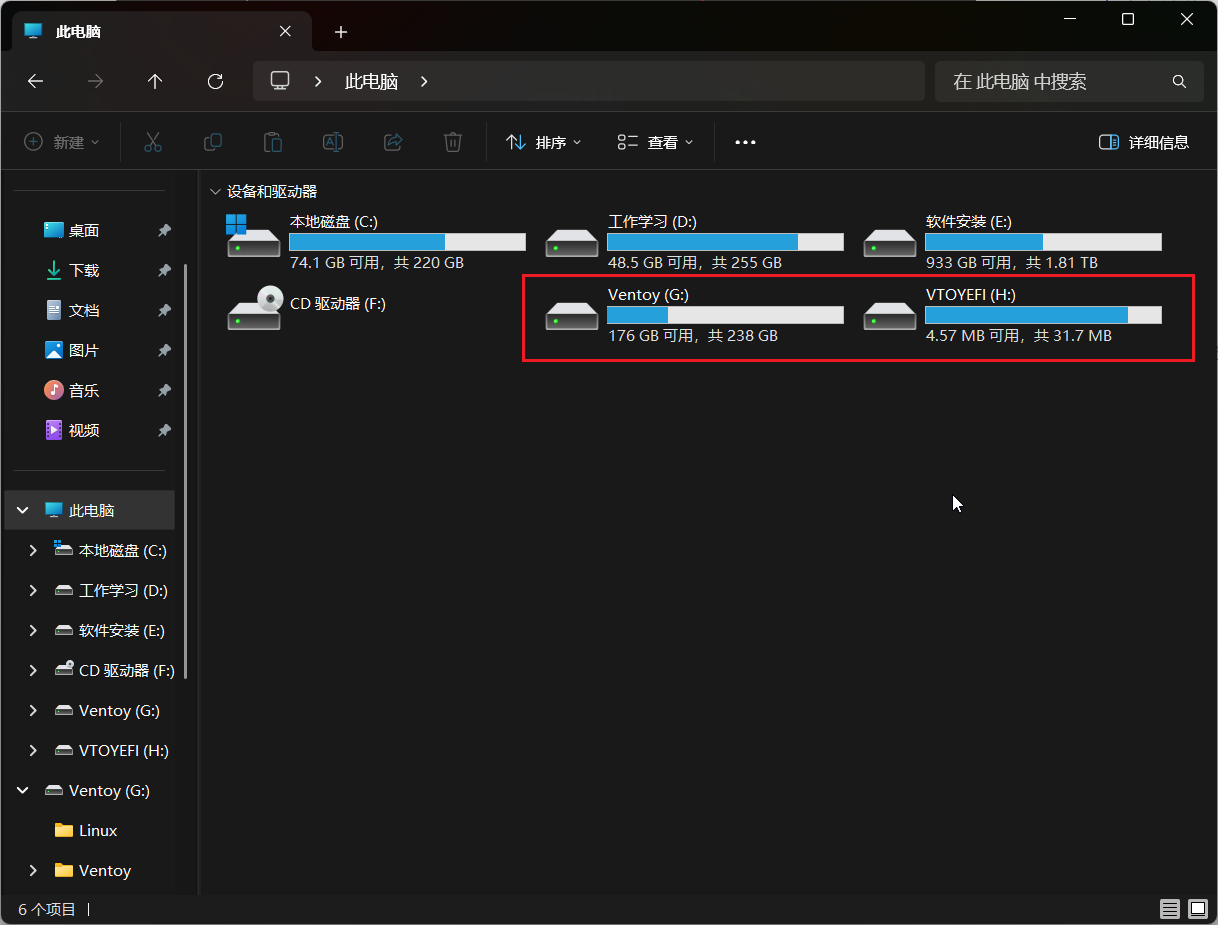 此电脑
此电脑
在 此电脑 中搜索
新建
排序
查看
详细信息
桌面
下载
文档
图片
音乐
视频
此电脑
本地磁盘 (C:)
工作学习 (D:)
软件安装 (E:)
CD 驱动器 (F:)
Ventoy (G:)
VTOYEFI (H:)
Ventoy (G:)
Linux
Ventoy
设备和驱动器
本地磁盘 (C:)
74.1 GB 可用，共 220 GB
工作学习 (D:)
48.5 GB 可用，共 255 GB
软件安装 (E:)
933 GB 可用，共 1.81 TB
CD 驱动器 (F:)
Ventoy (G:)
176 GB 可用，共 238 GB
VTOYEFI (H:)
4.57 MB 可用，共 31.7 MB
6 个项目